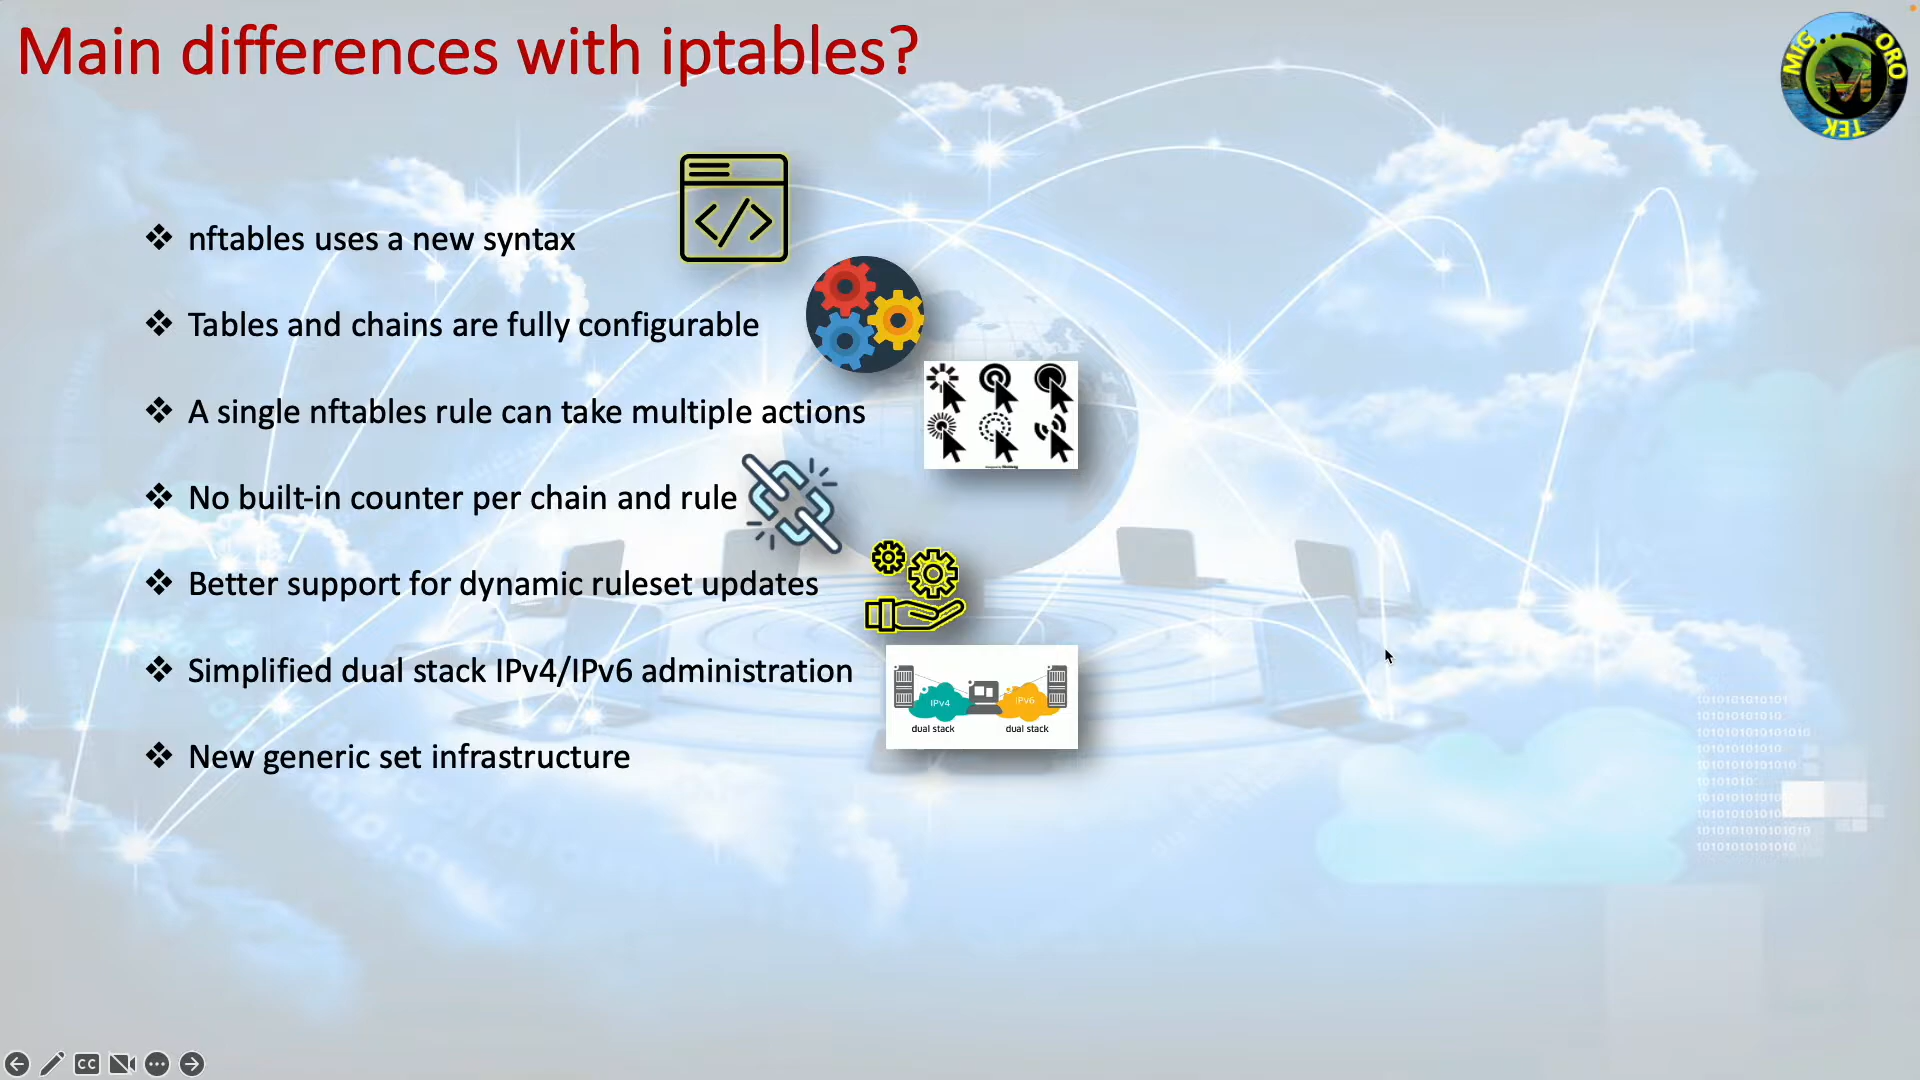 Main differences with iptables?
MiG... ORO
TEK
❖ nftables uses a new syntax
❖ Tables and chains are fully configurable
❖ A single nftables rule can take multiple actions
❖ No built-in counter per chain and rule
❖ Better support for dynamic ruleset updates
❖ Simplified dual stack IPv4/IPv6 administration
IPv4 IPv6
dual stack dual stack
❖ New generic set infrastructure
CC